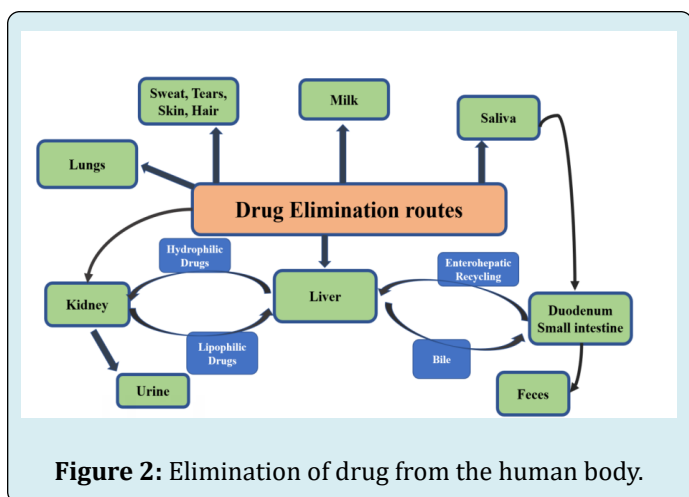 Sweat, Tears,
Skin, Hair
Milk
Saliva
Lungs
Drug Elimination routes
Hydrophilic
Drugs
Enterohepatic
Recycling
Kidney
Liver
Duodenum
Small intestine
Lipophilic
Drugs
Bile
Urine
Feces
Figure 2: Elimination of drug from the human body.